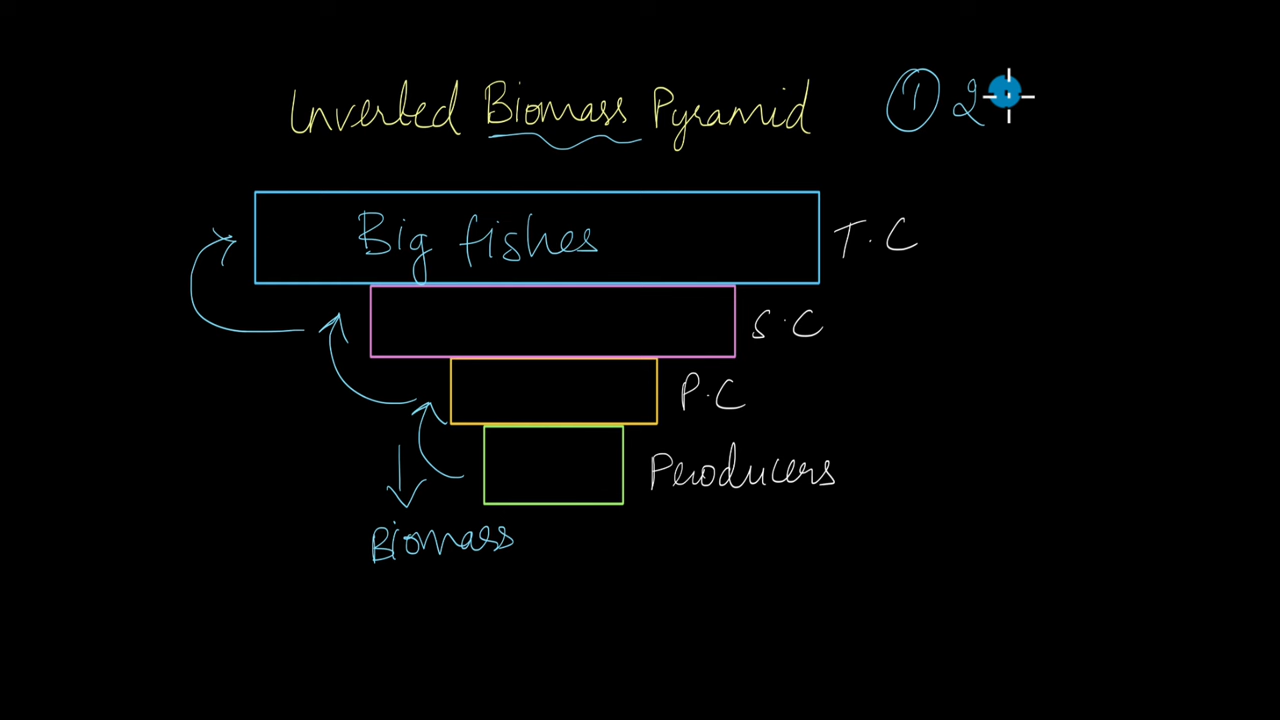 Inverted Biomass Pyramid ① 2
Big fishes T.C
S.C
P.C
Producers
Biomass